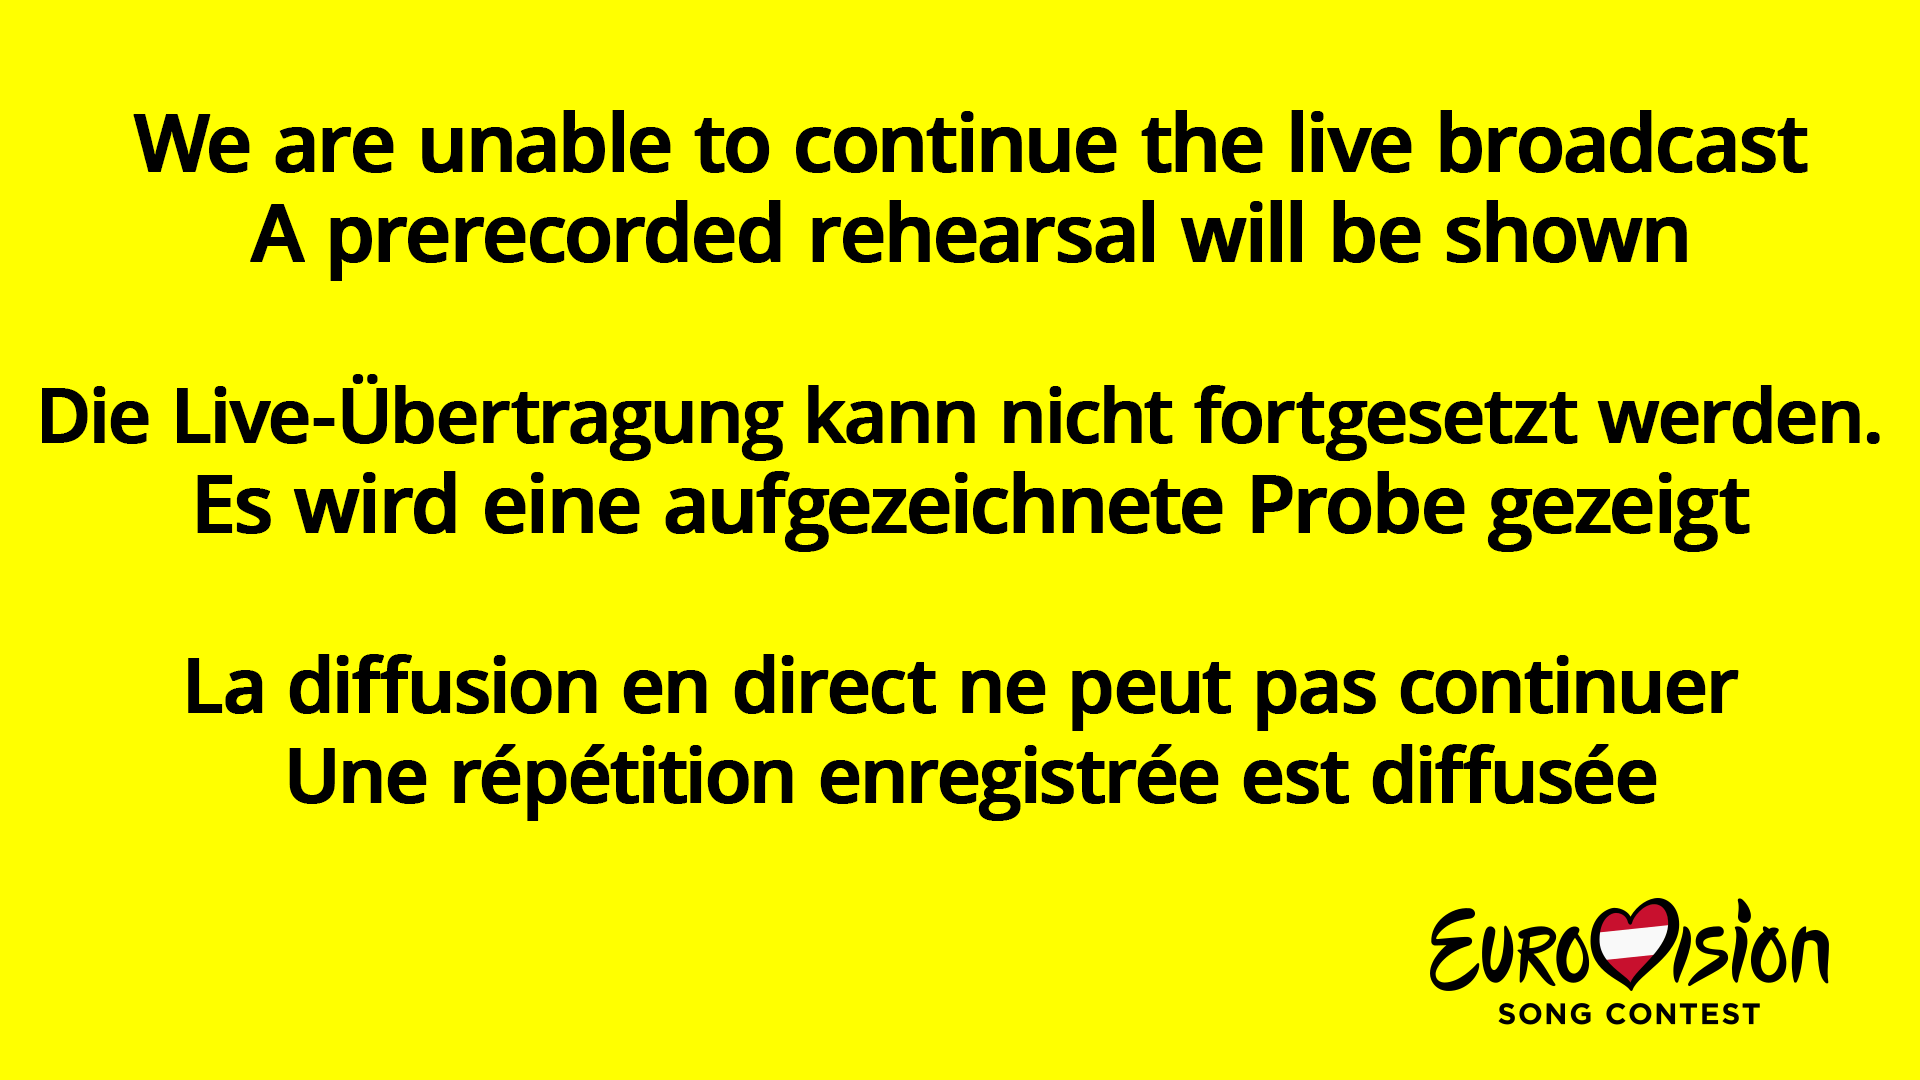 We are unable to continue the live broadcast
A prerecorded rehearsal will be shown
Die Live-Übertragung kann nicht fortgesetzt werden.
Es wird eine aufgezeichnete Probe gezeigt
La diffusion en direct ne peut pas continuer
Une répétition enregistrée est diffusée
EUROVISION
SONG CONTEST